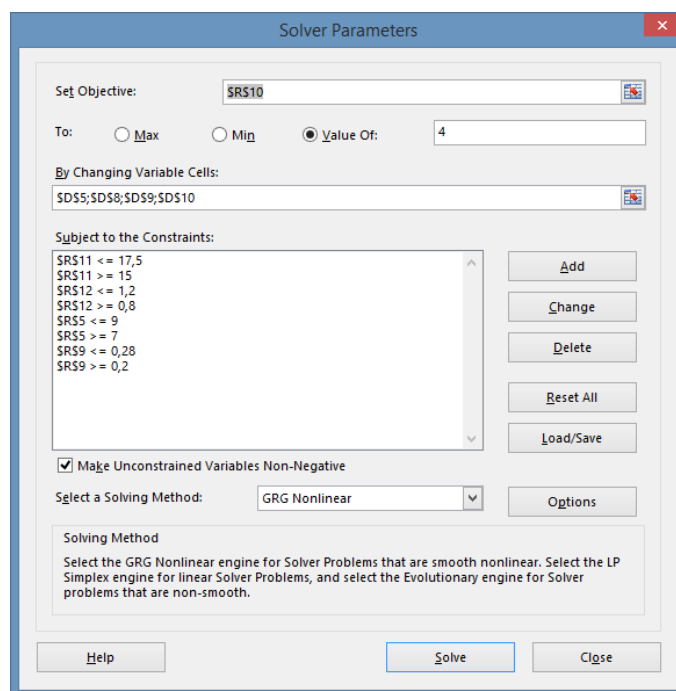 Solver Parameters
Set Objective:
$R$10
To:
Max
Min
Value Of:
4
By Changing Variable Cells:
$D$5;$D$8;$D$9;$D$10
Subject to the Constraints:
$R$11 <= 17,5
$R$11 >= 15
$R$12 <= 1,2
$R$12 >= 0,8
$R$5 <= 9
$R$5 >= 7
$R$9 <= 0,28
$R$9 >= 0,2
Add
Change
Delete
Reset All
Load/Save
Make Unconstrained Variables Non-Negative
Select a Solving Method:
GRG Nonlinear
Options
Solving Method
Select the GRG Nonlinear engine for Solver Problems that are smooth nonlinear. Select the LP
Simplex engine for linear Solver Problems, and select the Evolutionary engine for Solver
problems that are non-smooth.
Help
Solve
Close